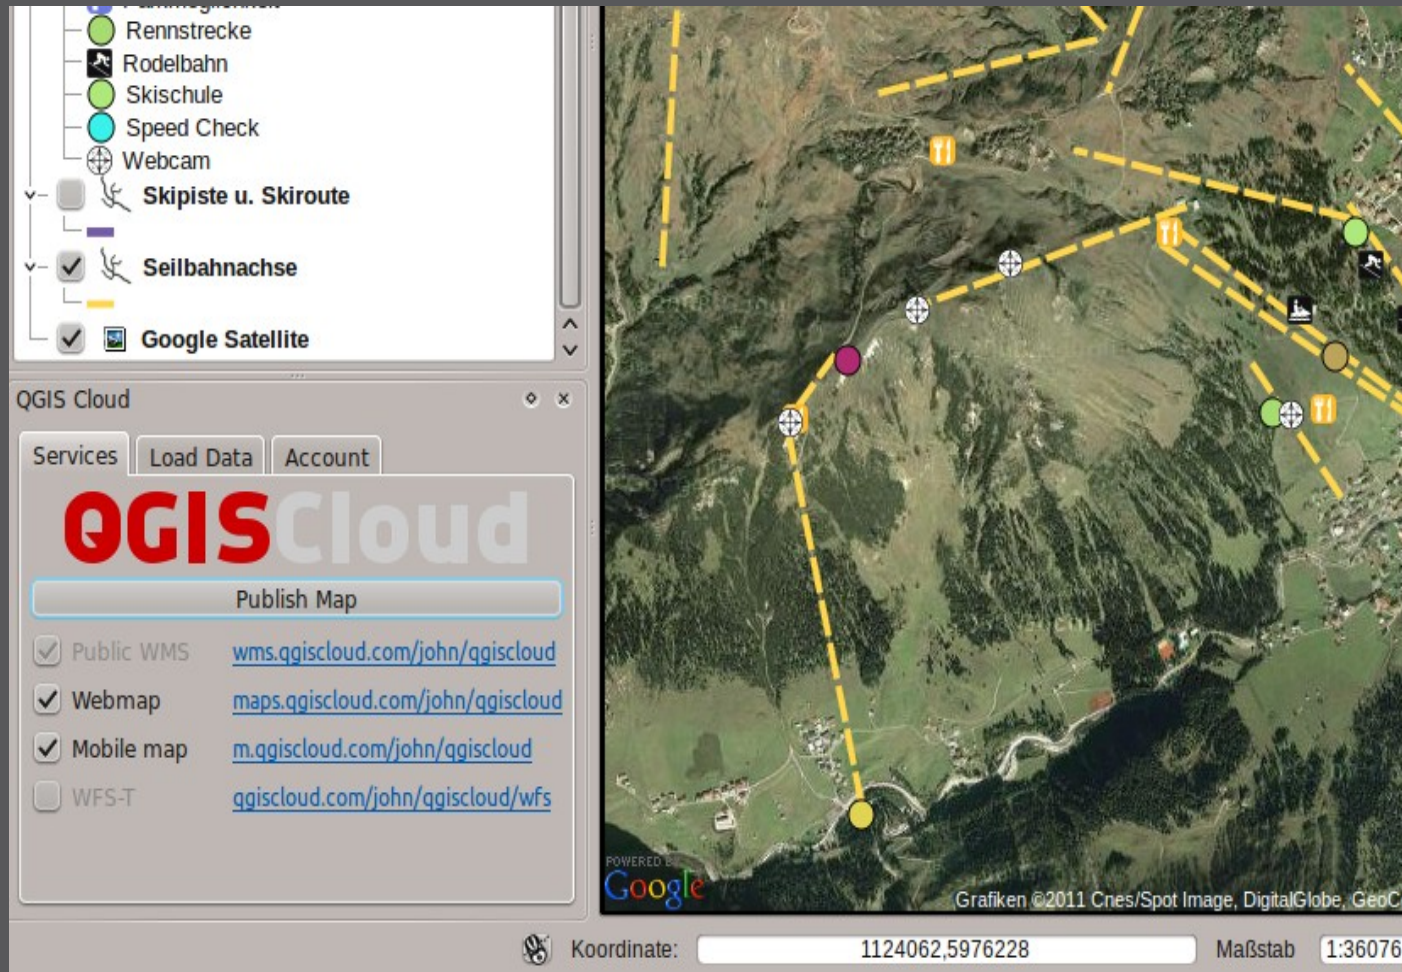 Rennstrecke
Rodelbahn
Skischule
Speed Check
Webcam
Skipiste u. Skiroute
Seilbahnachse
Google Satellite
QGIS Cloud
Services Load Data Account
QGISCloud
Publish Map
Public WMS wms.qgiscloud.com/john/qgiscloud
Webmap maps.qgiscloud.com/john/qgiscloud
Mobile map m.qgiscloud.com/john/qgiscloud
WFS-T qgiscloud.com/john/qgiscloud/wfs
POWERED BY
Google
Grafiken ©2011 Cnes/Spot Image, DigitalGlobe,
Koordinate: 1124062,5976228 Maßstab 1:36076